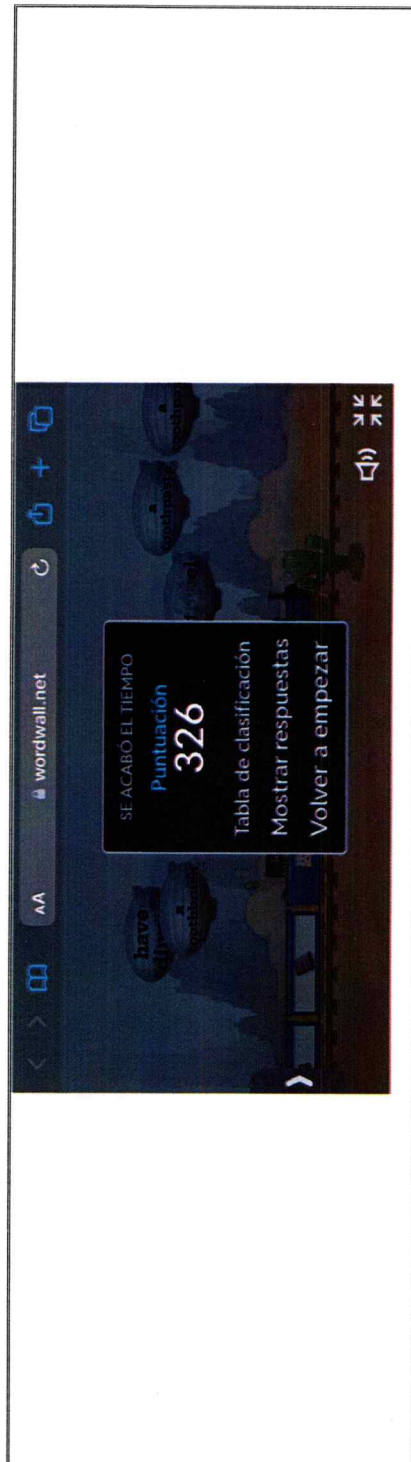 AA wordwall.net
SE ACABÓ EL TIEMPO
Puntuación
326
Tabla de clasificación
Mostrar respuestas
Volver a empezar
have
a
a
a